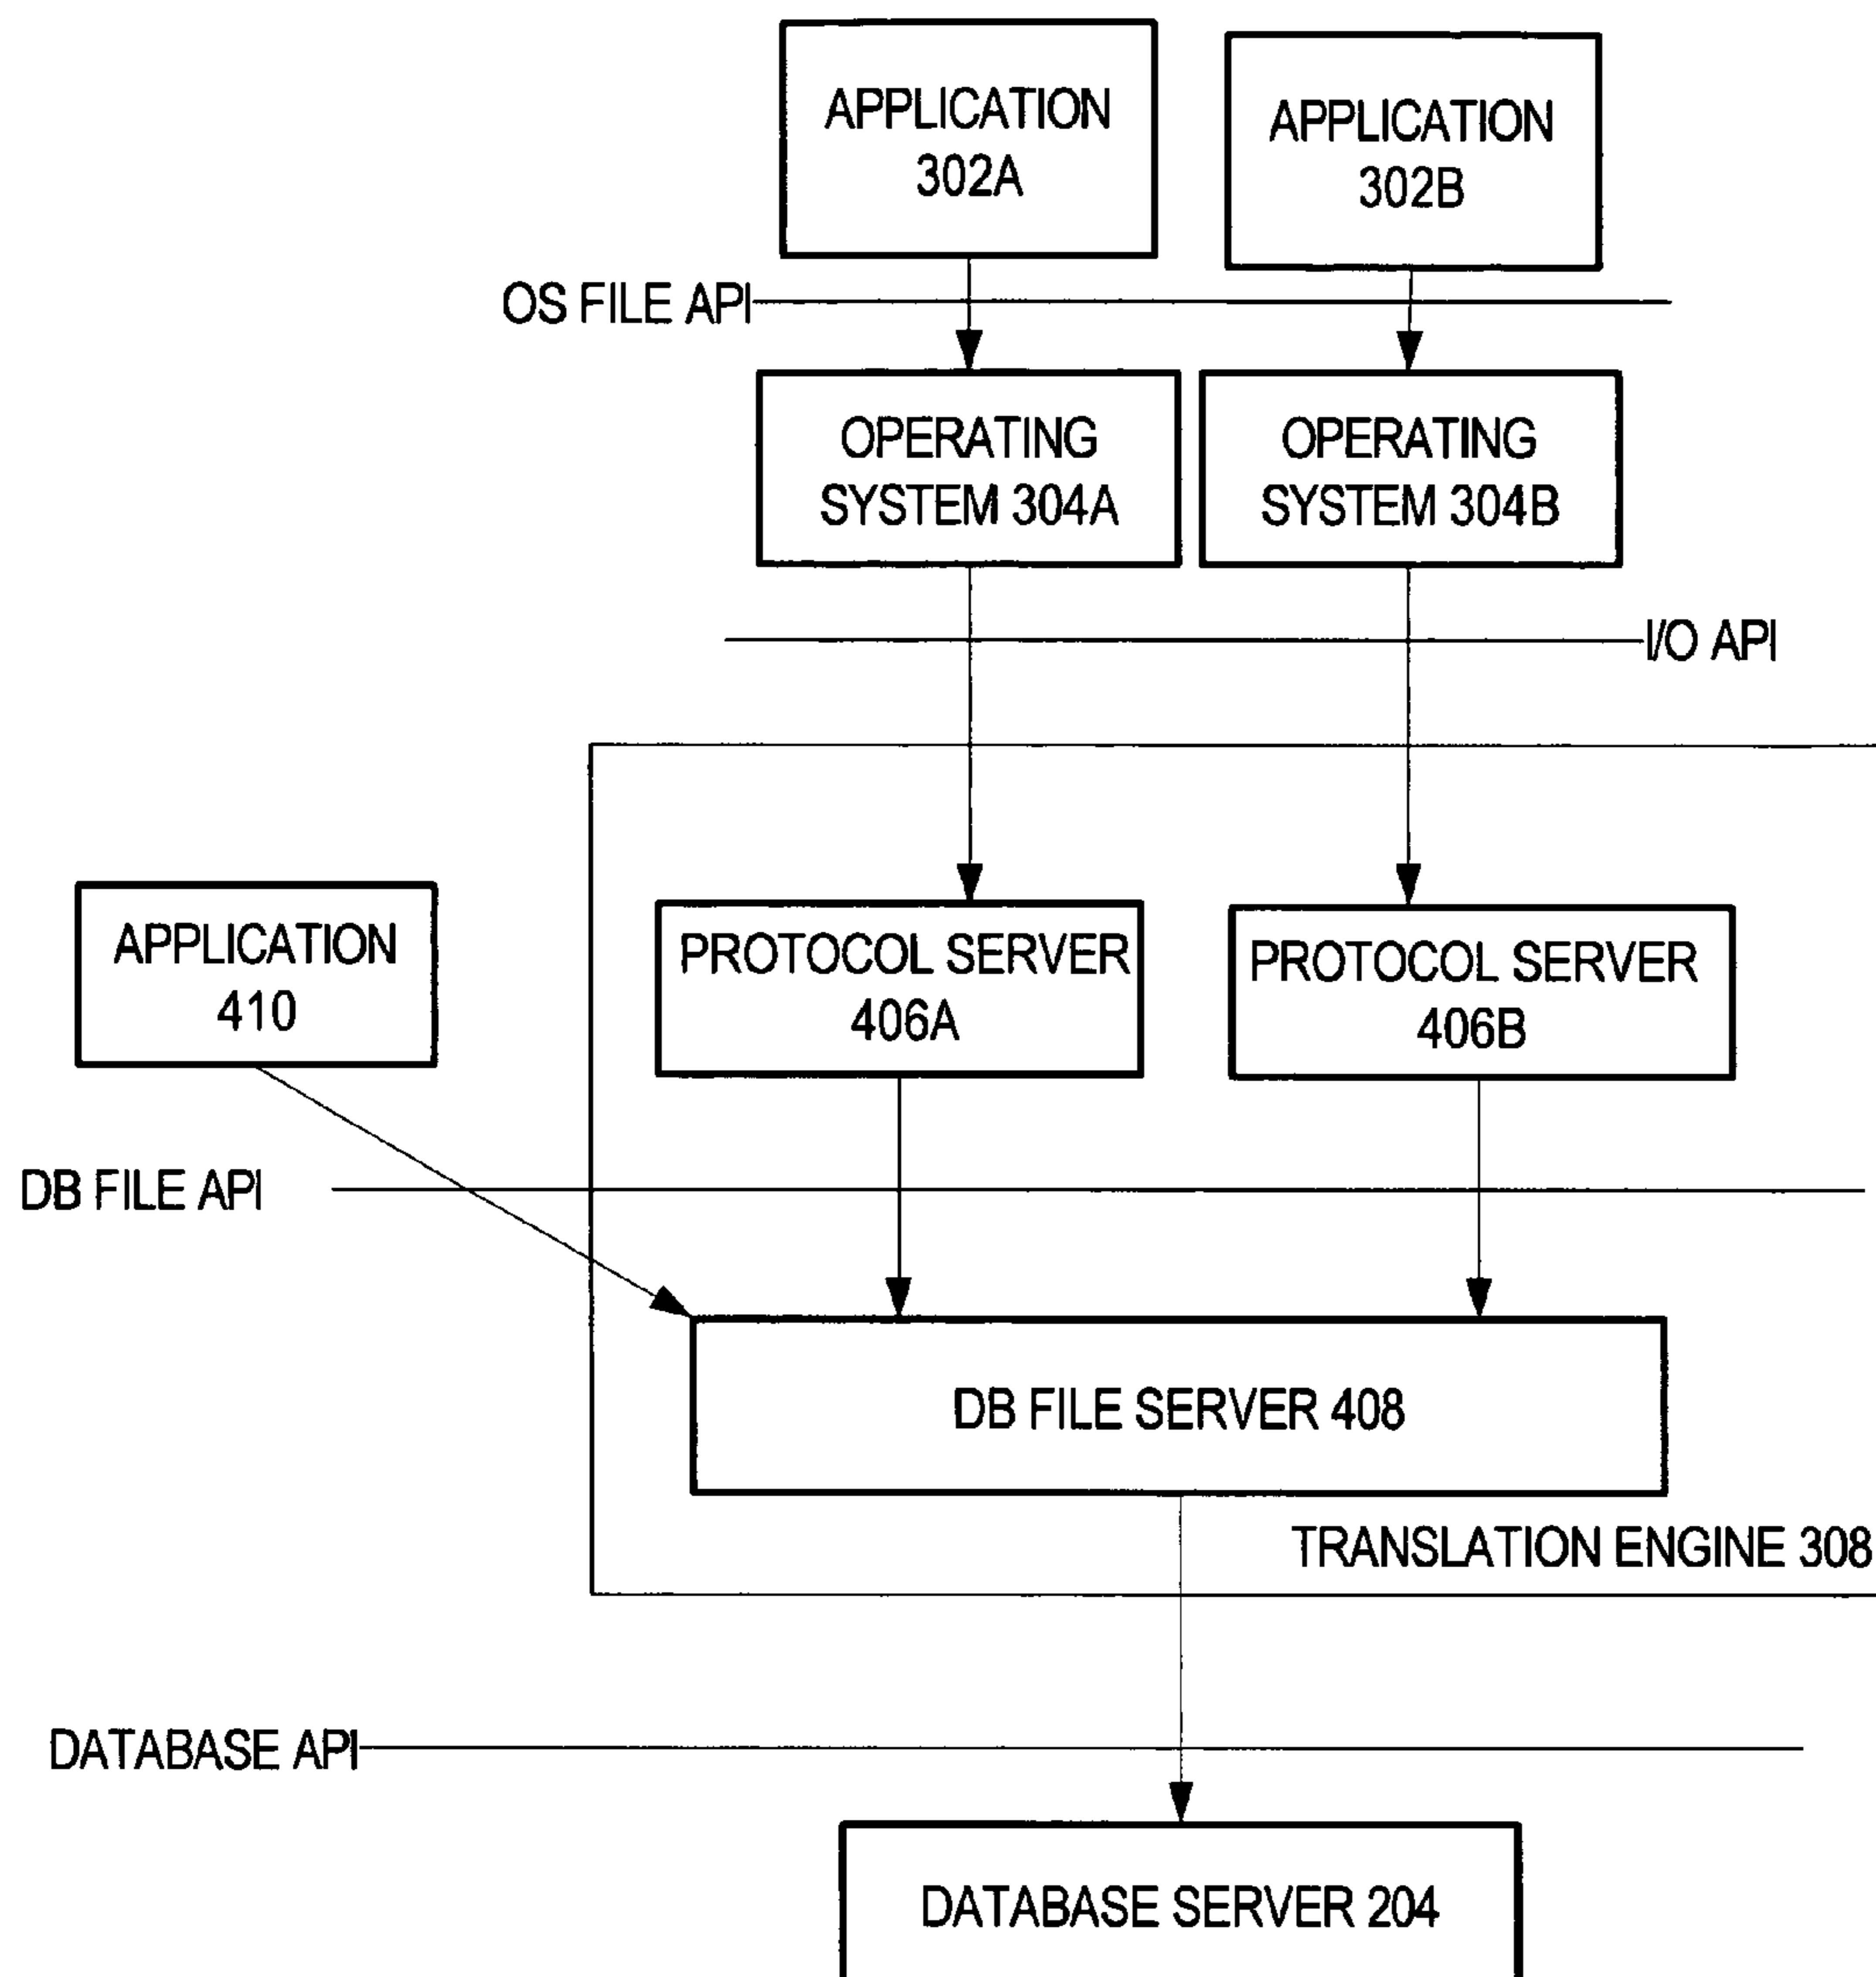 APPLICATION
302A
APPLICATION
302B
OS FILE API
OPERATING
SYSTEM 304A
OPERATING
SYSTEM 304B
I/O API
APPLICATION
410
PROTOCOL SERVER
406A
PROTOCOL SERVER
406B
DB FILE API
DB FILE SERVER 408
TRANSLATION ENGINE 308
DATABASE API
DATABASE SERVER 204